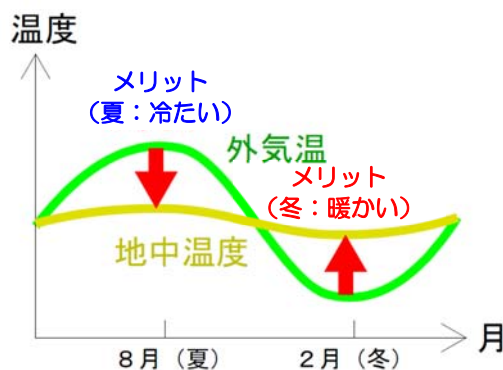 温度
メリット
（夏：冷たい）
外気温
メリット
（冬：暖かい）
地中温度
月
８月（夏）
２月（冬）